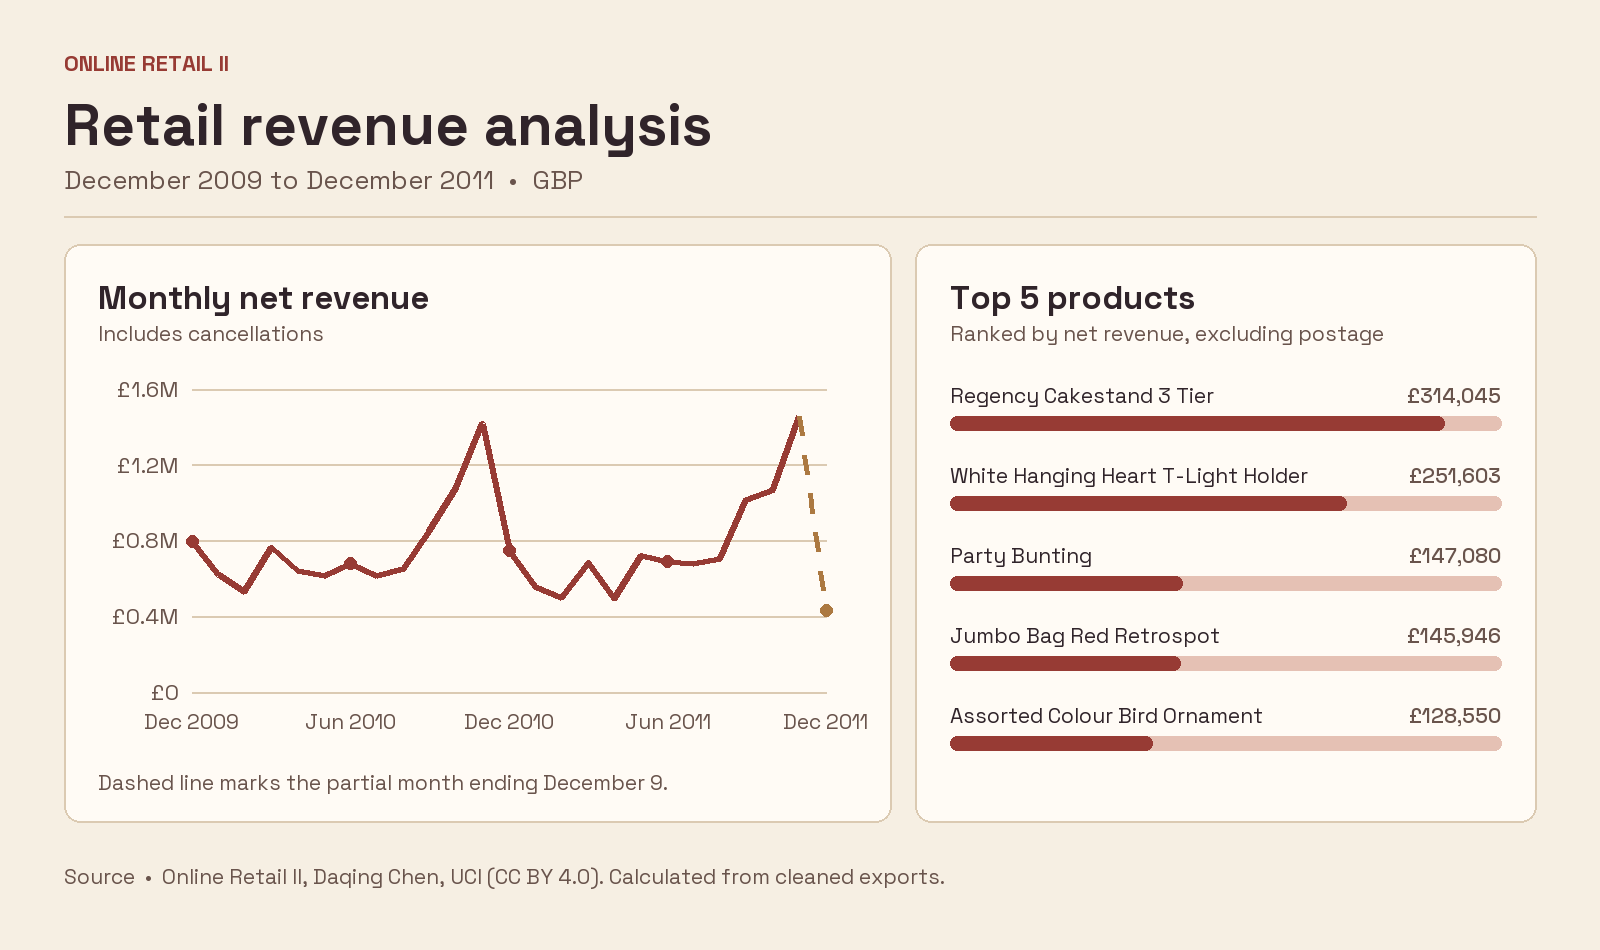 ONLINE RETAIL II
Retail revenue analysis
December 2009 to December 2011 • GBP
Monthly net revenue
Includes cancellations
£1.6M
£1.2M
£0.8M
£0.4M
£0
Dec 2009 Jun 2010 Dec 2010 Jun 2011 Dec 2011
Dashed line marks the partial month ending December 9.
Top 5 products
Ranked by net revenue, excluding postage
Regency Cakestand 3 Tier £314,045
White Hanging Heart T-Light Holder £251,603
Party Bunting £147,080
Jumbo Bag Red Retrospot £145,946
Assorted Colour Bird Ornament £128,550
Source • Online Retail II, Daqing Chen, UCI (CC BY 4.0). Calculated from cleaned exports.